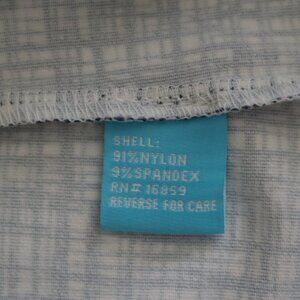 SHELL:
91%NYLON
9%SPANDEX
RN# 16859
REVERSE FOR CARE